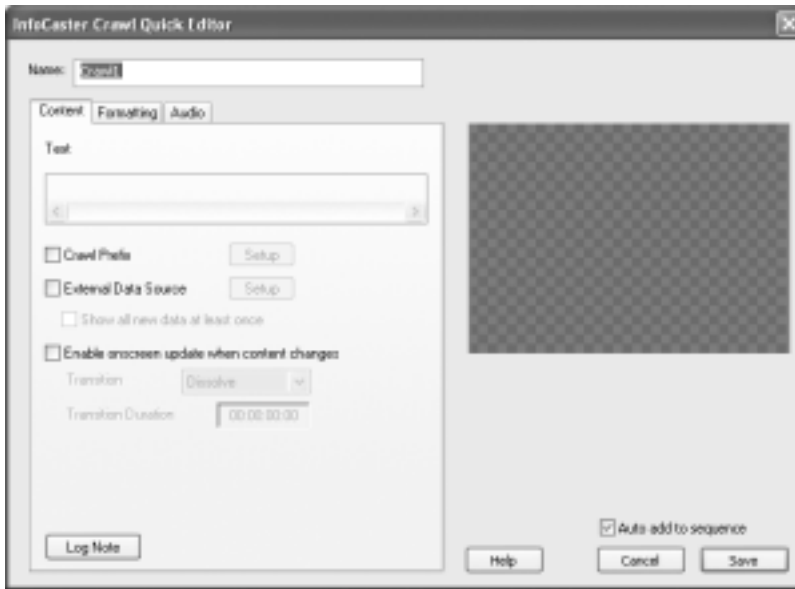 InfoCaster Crawl Quick Editor
Name: Crawl1
Content Formatting Audio
Text
Crawl Prefix Setup
External Data Source Setup
Show all new data at least once
Enable onscreen update when content changes
Transition Dissolve
Transition Duration 00:00:00:00
Auto add to sequence
Log Note Help Cancel Save